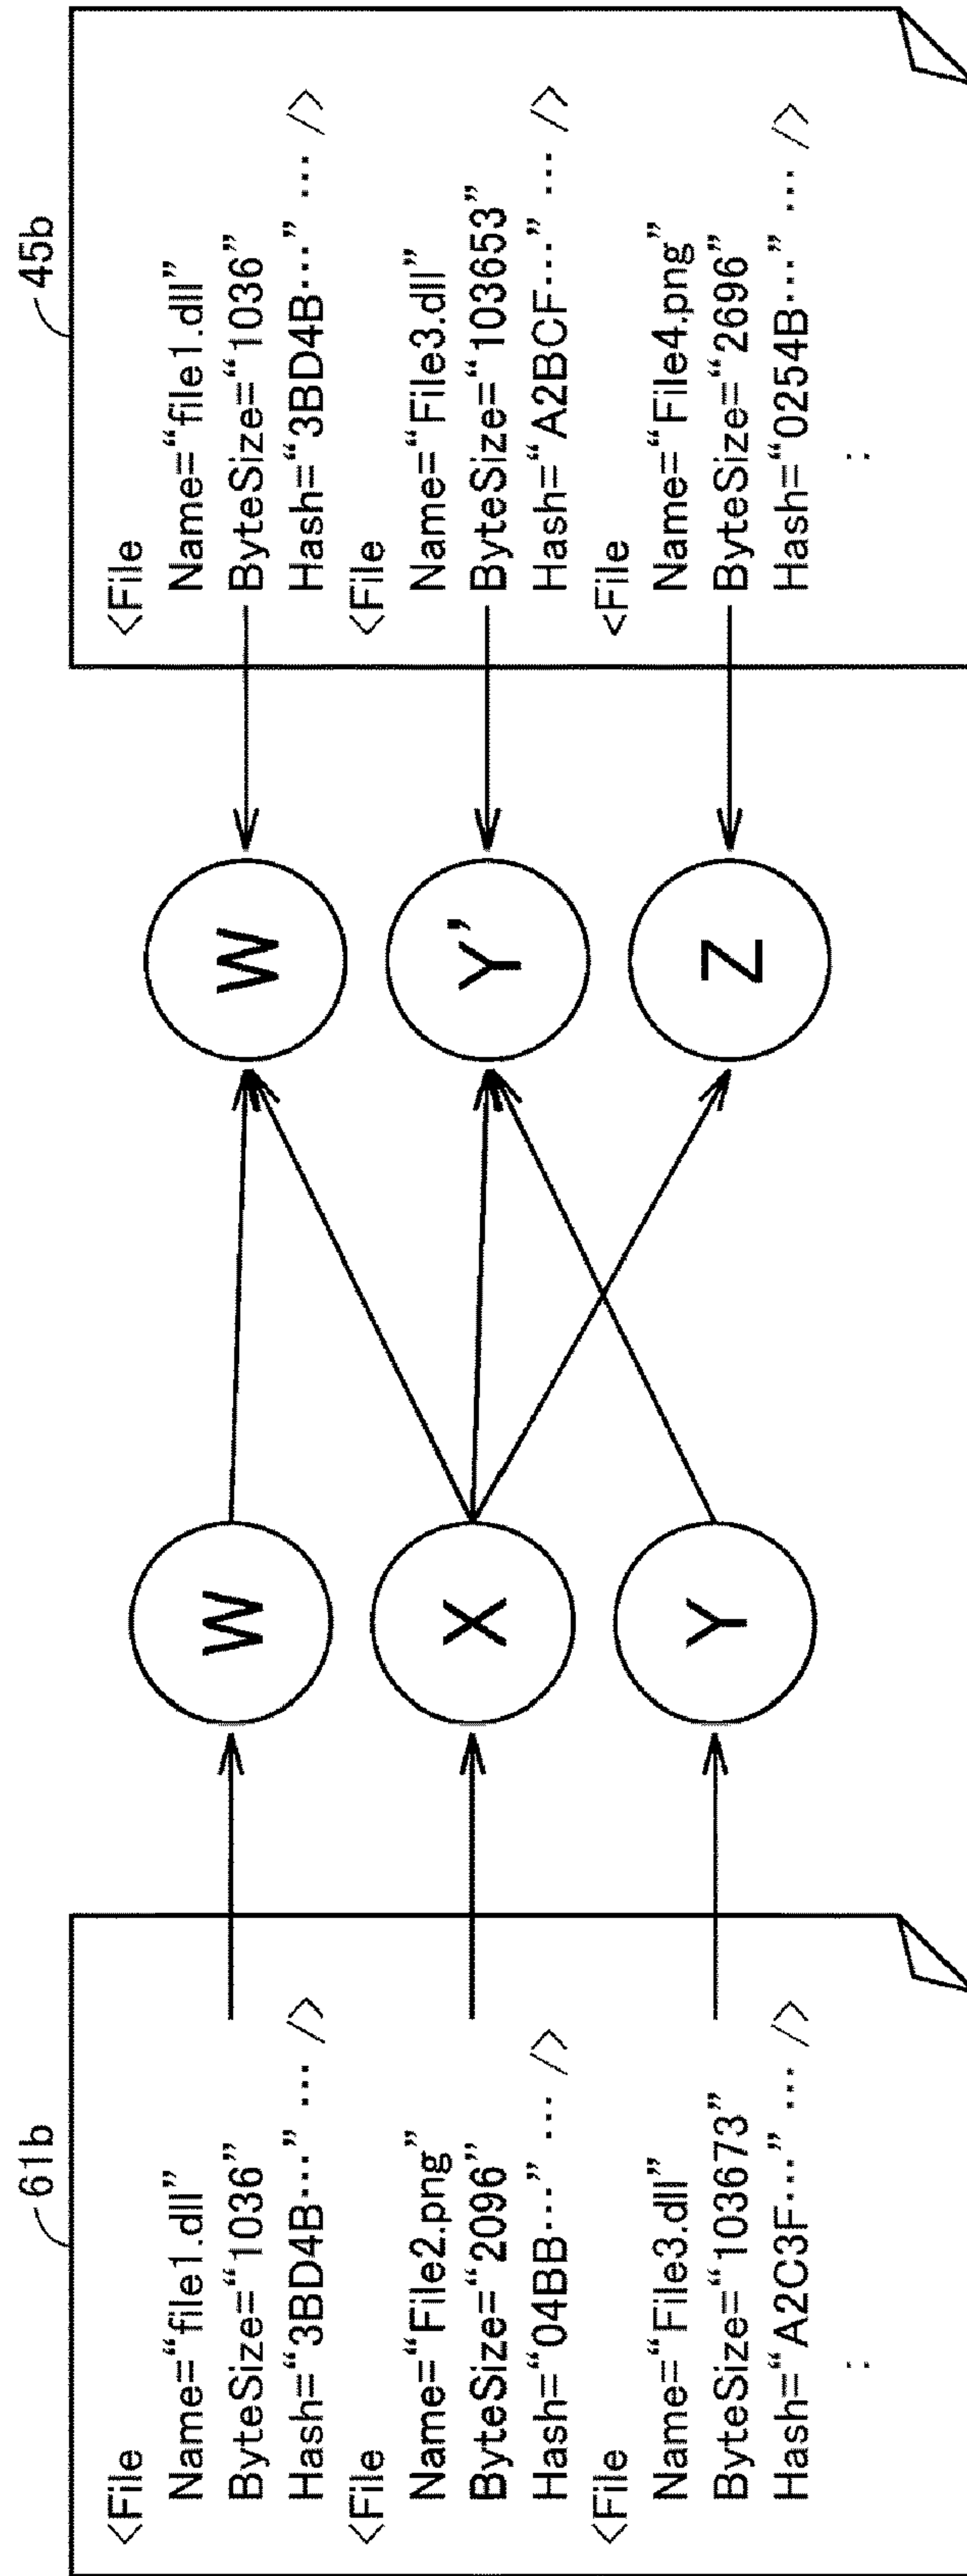 61b
<File
Name=“file1.dll”
ByteSize=“1036”
Hash=“3BD4B···” ··· />
<File
Name=“File2.png”
ByteSize=“2096”
Hash=“04BB···” ··· />
<File
Name=“File3.dll”
ByteSize=“103673”
Hash=“A2C3F···” ··· />
:
W
X
Y
W
Y’
Z
45b
<File
Name=“file1.dll”
ByteSize=“1036”
Hash=“3BD4B···” ··· />
<File
Name=“File3.dll”
ByteSize=“103653”
Hash=“A2BCF···” ··· />
<File
Name=“File4.png”
ByteSize=“2696”
Hash=“0254B···” ··· />
: